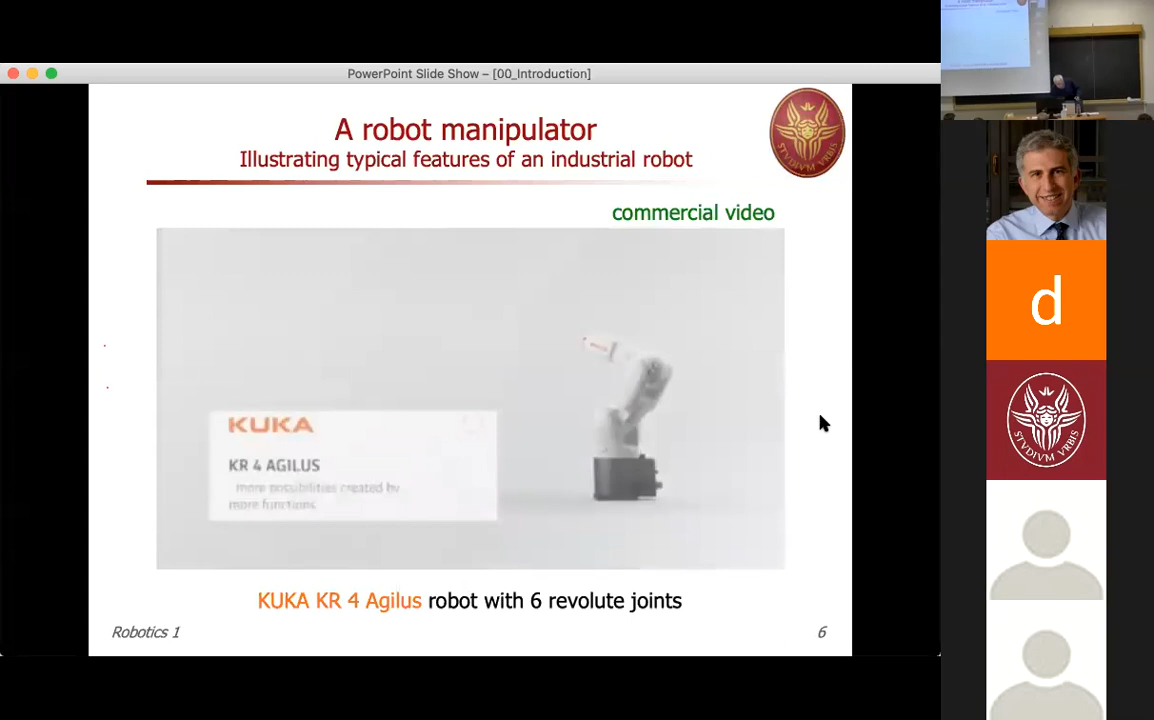 PowerPoint Slide Show – [00_Introduction]
A robot manipulator
Illustrating typical features of an industrial robot
STVDIVM VRBIS
commercial video
KUKA
KR 4 AGILUS
more possibilities created by
more functions
KUKA KR 4 Agilus robot with 6 revolute joints
Robotics 1
6
d
STVDIVM VRBIS